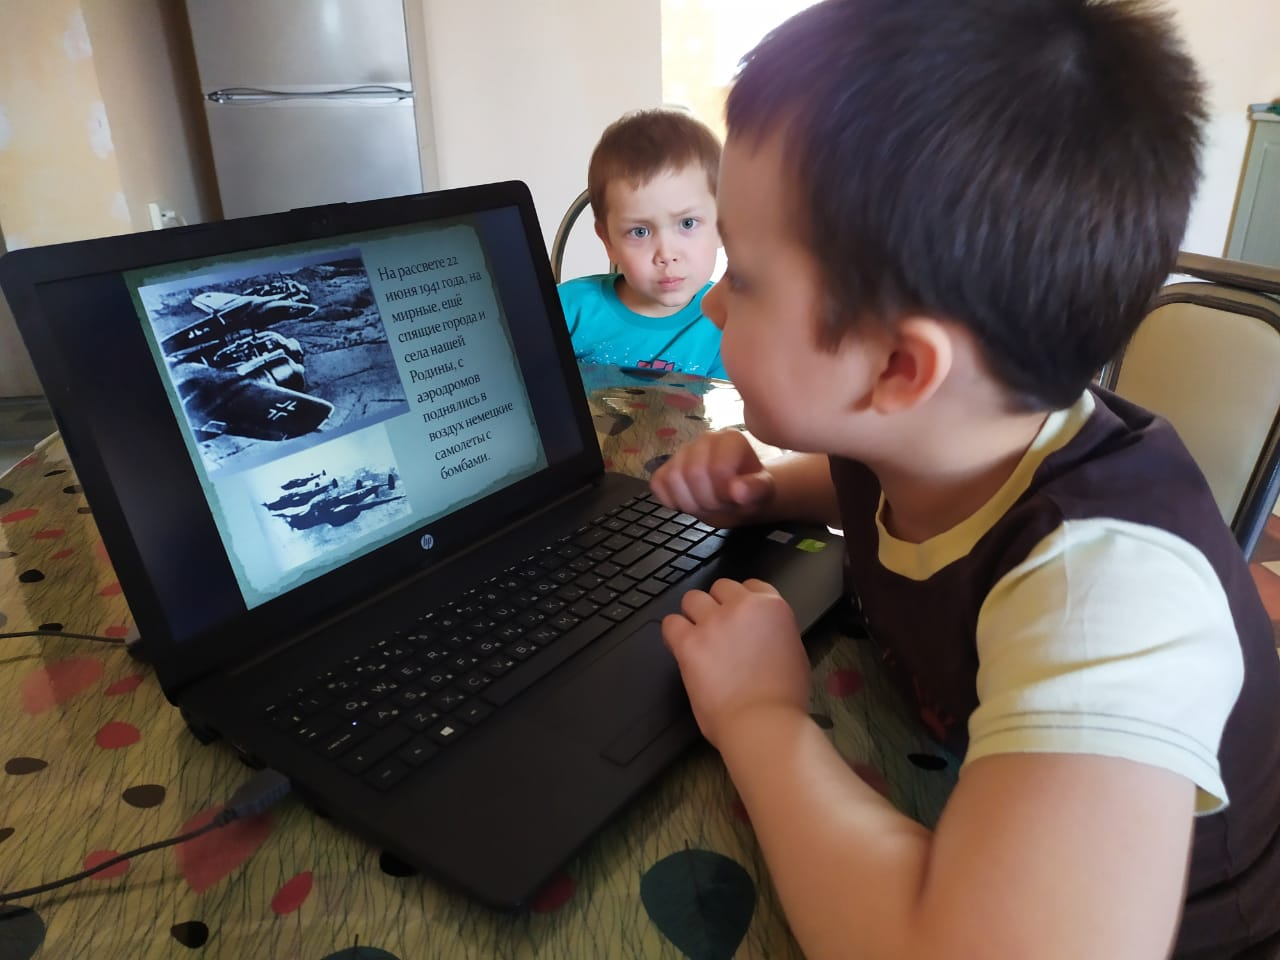 На рассвете 22
июня 1941 года, на
мирные, ещё
спящие города и
села нашей
Родины, с
аэродромов
поднялись в
воздух немецкие
самолеты с
бомбами.
hp